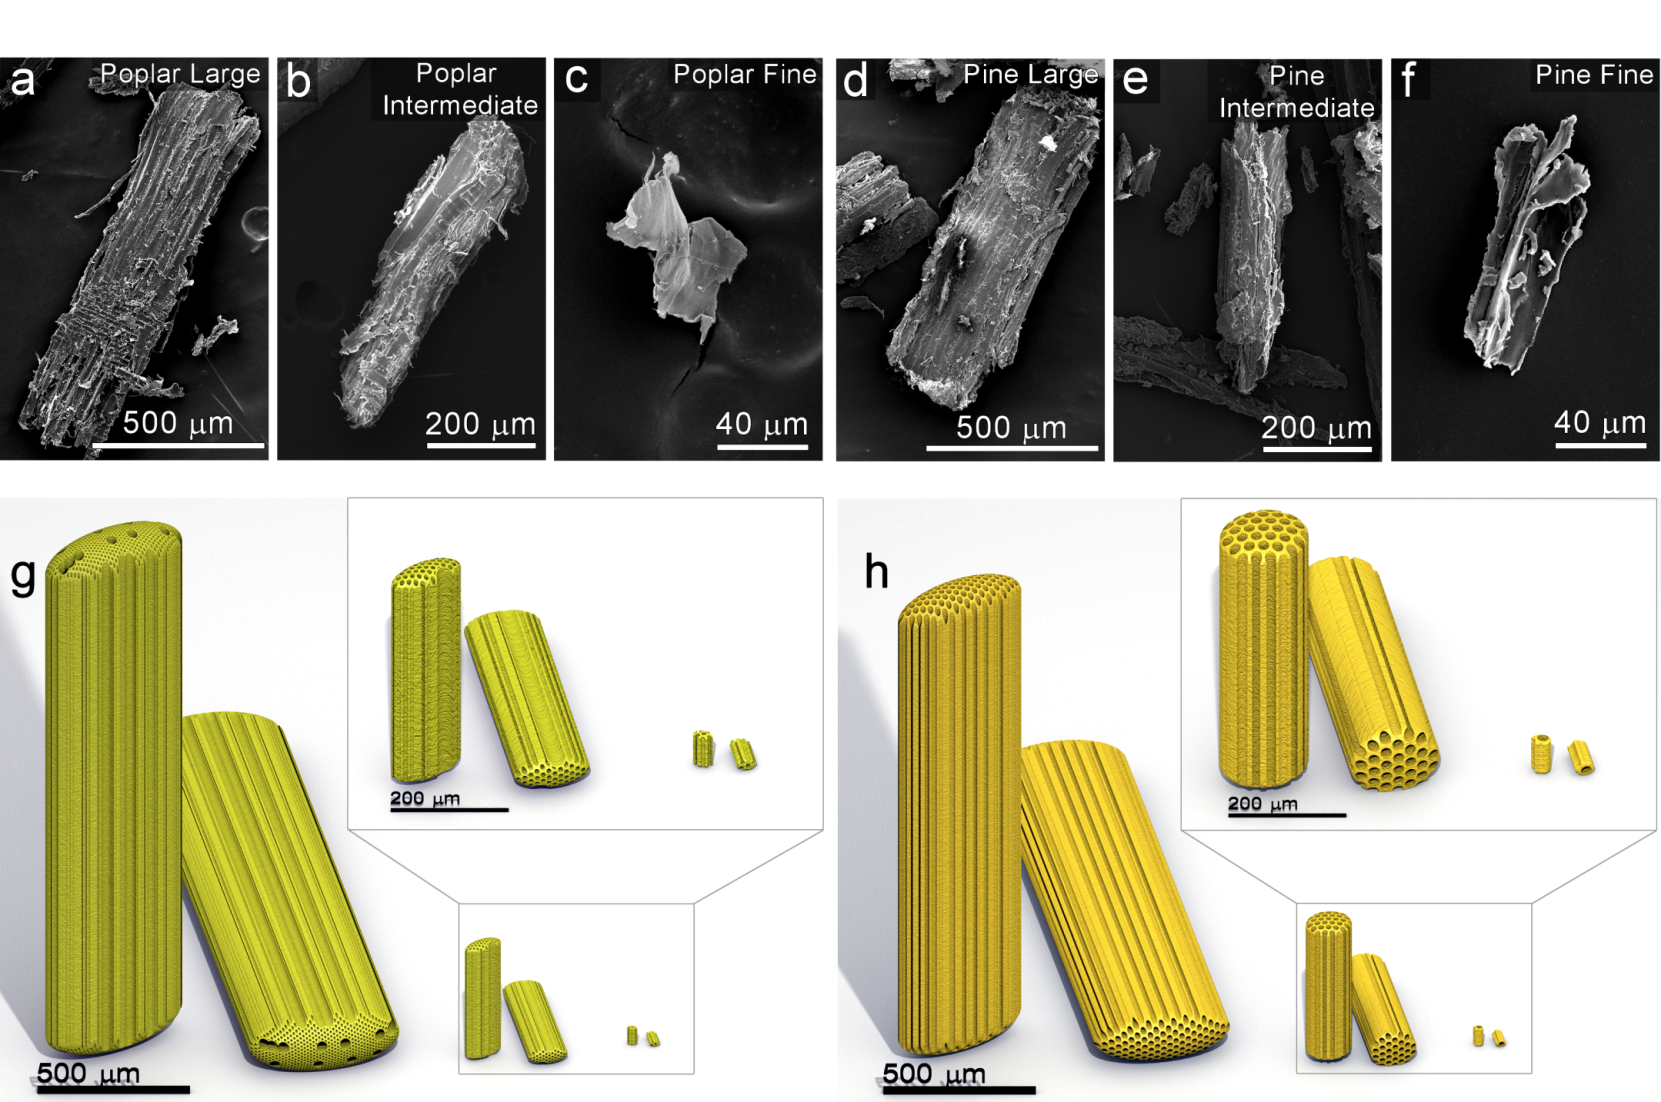 a
Poplar Large
500 µm
b
Poplar
Intermediate
200 µm
c
Poplar Fine
40 µm
d
Pine Large
500 µm
e
Pine
Intermediate
200 µm
f
Pine Fine
40 µm
g
200 µm
500 µm
h
200 µm
500 µm